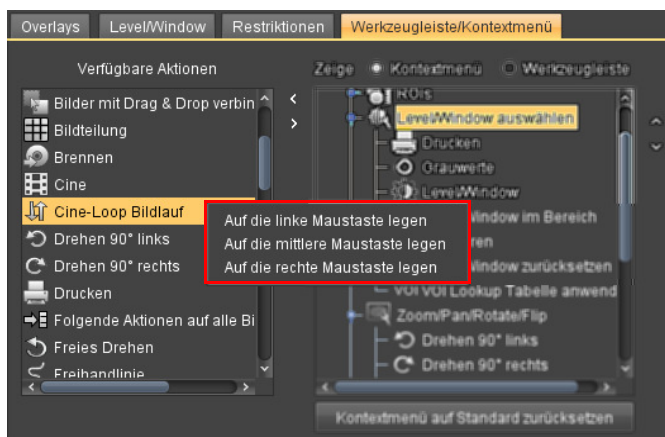 Overlays Level/Window Restriktionen Werkzeugleiste/Kontextmenü
Verfügbare Aktionen
Zeige Kontextmenü Werkzeugleiste
Bilder mit Drag & Drop verbin
Bildteilung
Brennen
Cine
Cine-Loop Bildlauf
Drehen 90° links
Drehen 90° rechts
Drucken
Folgende Aktionen auf alle Bi
Freies Drehen
Freihandlinie
Auf die linke Maustaste legen
Auf die mittlere Maustaste legen
Auf die rechte Maustaste legen
ROIs
Level/Window auswählen
Drucken
Grauwerte
Level/Window
Window im Bereich
ren
Window zurücksetzen
VOI VOI Lookup Tabelle anwend
Zoom/Pan/Rotate/Flip
Drehen 90° links
Drehen 90° rechts
Kontextmenü auf Standard zurücksetzen